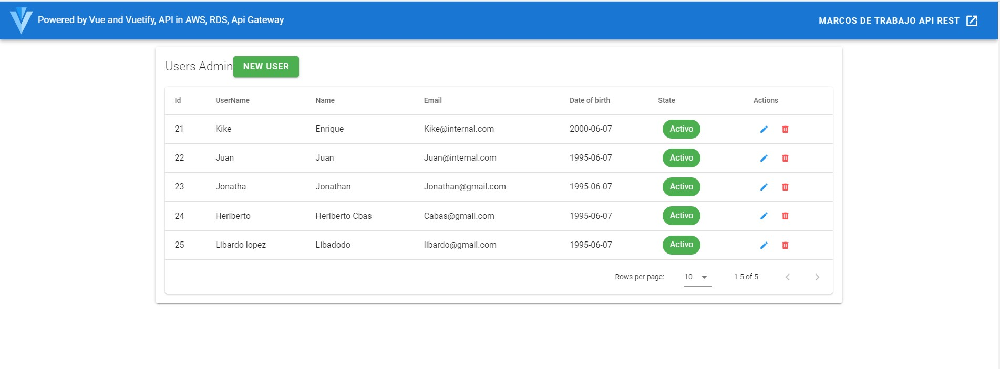 Powered by Vue and Vuetify, API in AWS, RDS, Api Gateway
MARCOS DE TRABAJO API REST
Users Admin NEW USER
Id UserName Name Email Date of birth State Actions
21 Kike Enrique Kike@internal.com 2000-06-07 Activo
22 Juan Juan Juan@internal.com 1995-06-07 Activo
23 Jonatha Jonathan Jonathan@gmail.com 1995-06-07 Activo
24 Heriberto Heriberto Cbas Cabas@gmail.com 1995-06-07 Activo
25 Libardo lopez Libadodo libardo@gmail.com 1995-06-07 Activo
Rows per page: 10 1-5 of 5